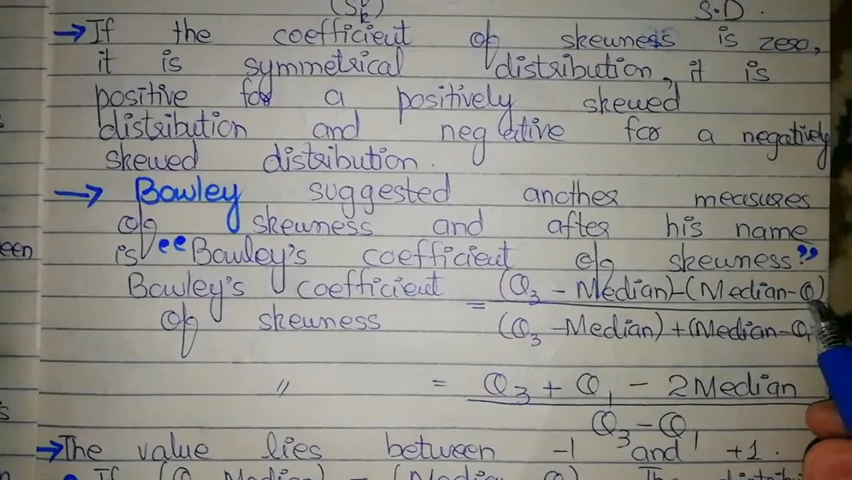 (Sk) S.D.
→ If the coefficient of skewness is zero,
it is symmetrical distribution, it is
positive for a positively skewed
distribution and negative for a negatively
skewed distribution.
→ Bowley suggested another measures
of skewness and after his name
is "Bowley's coefficient of skewness"
Bowley's coefficient of skewness = (Q3 - Median) - (Median - Q) / (Q3 - Median) + (Median - Q1
" = Q3 + Q1 - 2 Median / Q3 - Q1
→ The value lies between -1 and +1.